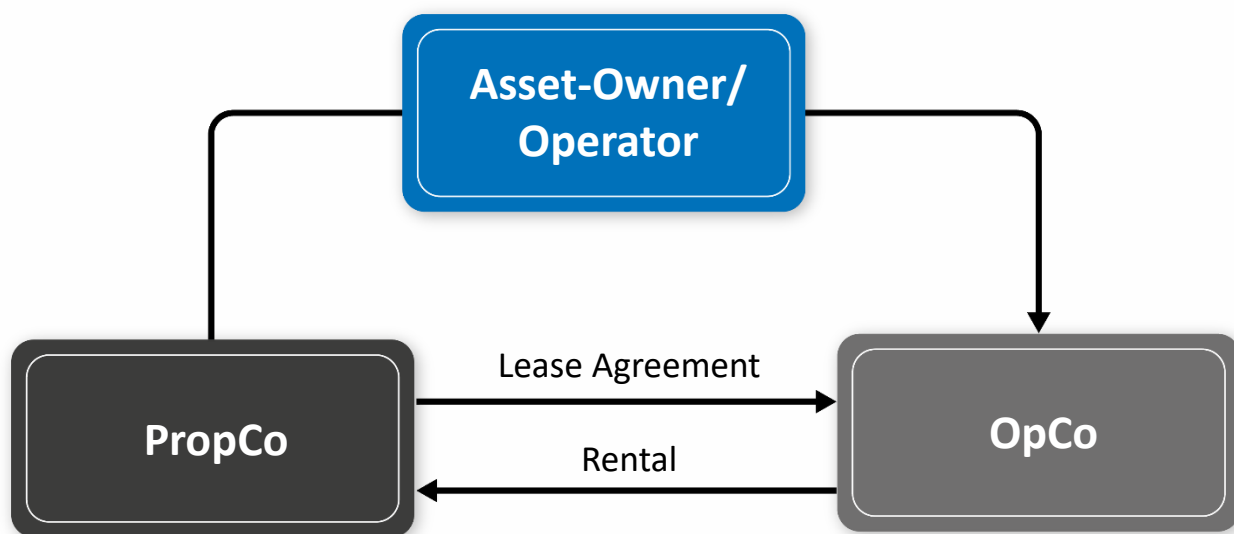 Asset-Owner/
Operator
Lease Agreement
PropCo
OpCo
Rental